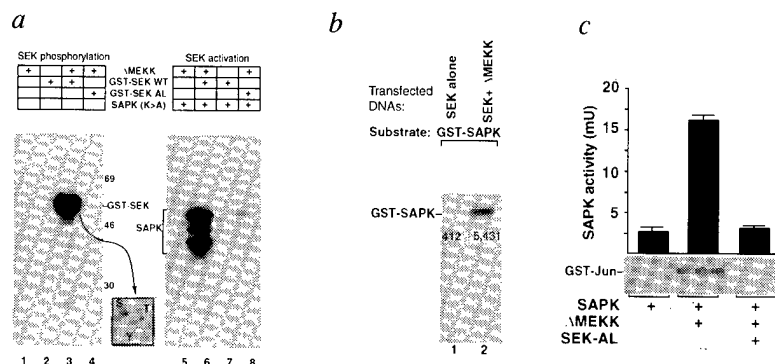 a
SEK phosphorylation
SEK activation
\MEKK
GST-SEK WT
GST-SEK AL
SAPK (K>A)
+ + +
+ +
+
+ + +
+ +
+
+ + + +
69
GST-SEK
46
SAPK
30
S
T
Y
1 2 3 4
5 6 7 8
b
Transfected DNAs:
SEK alone
SEK+ \MEKK
Substrate: GST-SAPK
GST-SAPK
412 5,431
1 2
c
SAPK activity (mU)
20
15
10
5
GST-Jun
SAPK + + +
\MEKK + +
SEK-AL +